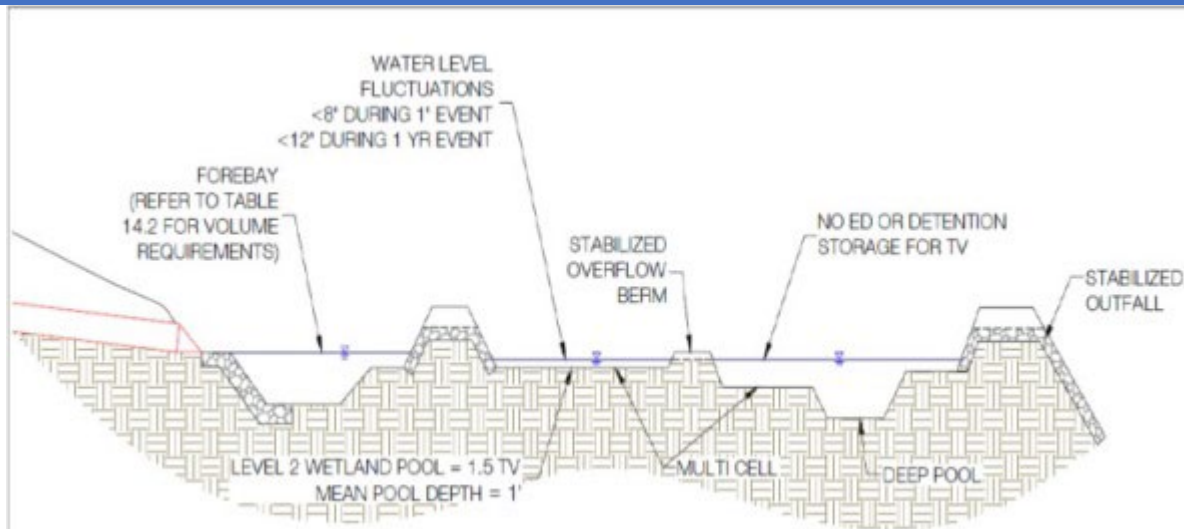 WATER LEVEL
FLUCTUATIONS
<8" DURING 1" EVENT
<12" DURING 1 YR EVENT
FOREBAY
(REFER TO TABLE
14.2 FOR VOLUME
REQUIREMENTS)
STABILIZED
OVERFLOW
BERM
NO ED OR DETENTION
STORAGE FOR TV
STABILIZED
OUTFALL
LEVEL 2 WETLAND POOL = 1.5 TV
MEAN POOL DEPTH = 1'
MULTI CELL
DEEP POOL